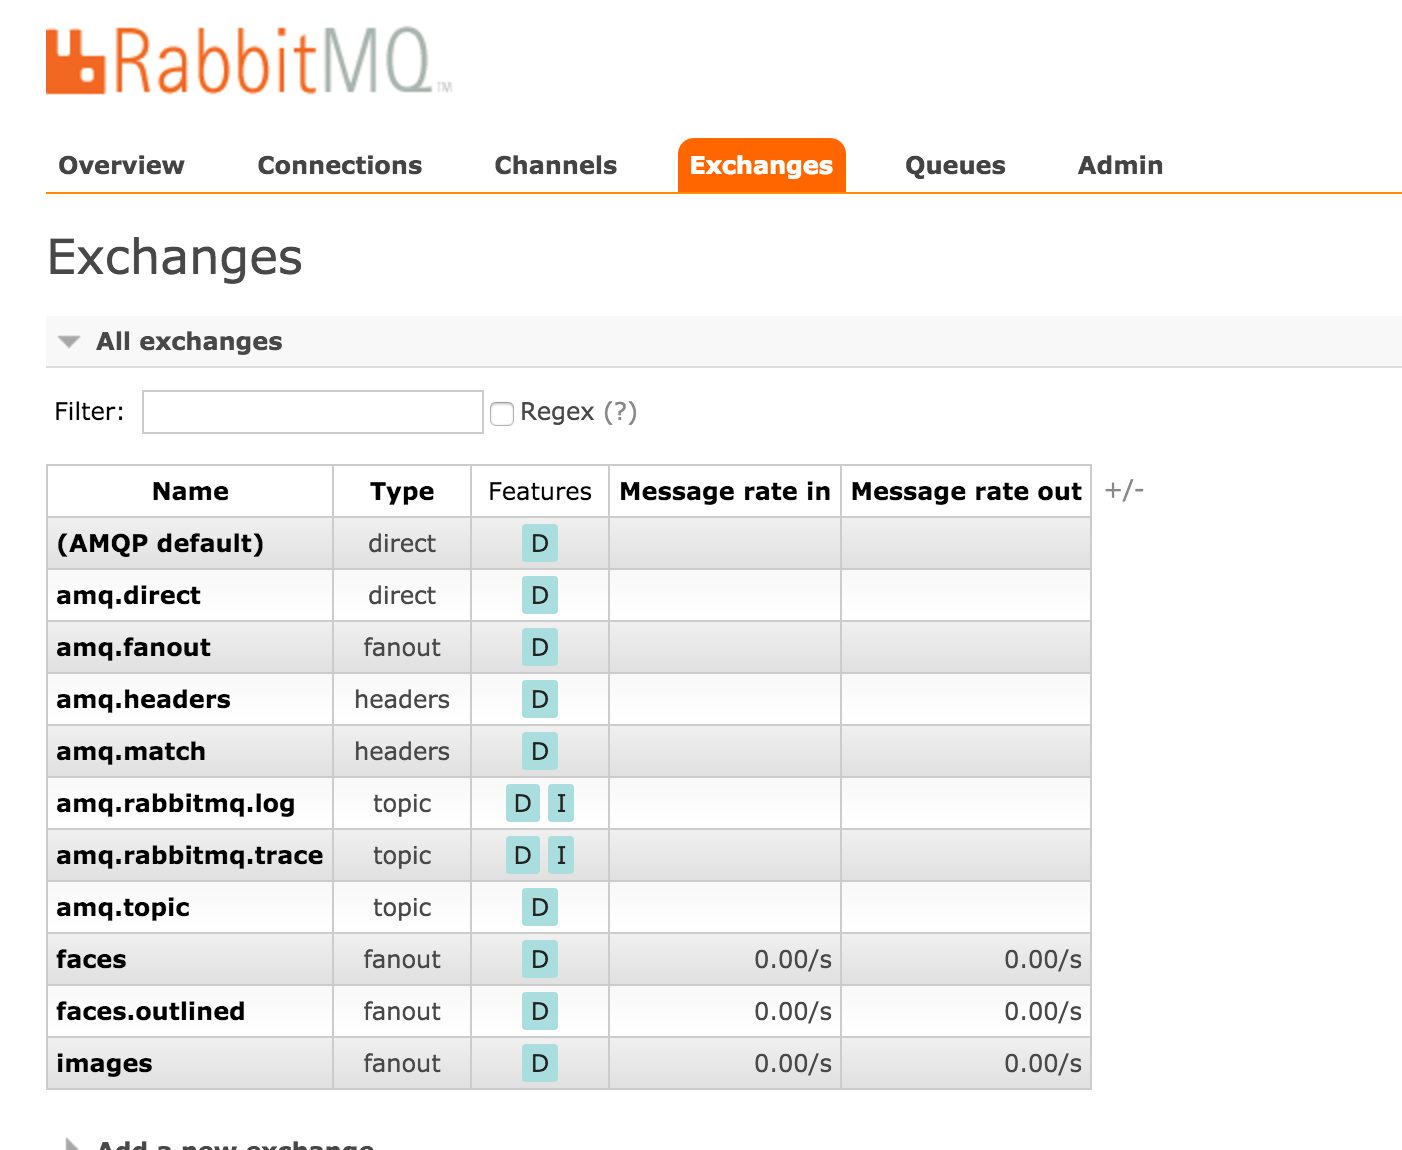 RabbitMQ™
Overview Connections Channels Exchanges Queues Admin
Exchanges
All exchanges
Filter: Regex (?)
Name Type Features Message rate in Message rate out +/-
(AMQP default) direct D
amq.direct direct D
amq.fanout fanout D
amq.headers headers D
amq.match headers D
amq.rabbitmq.log topic D I
amq.rabbitmq.trace topic D I
amq.topic topic D
faces fanout D 0.00/s 0.00/s
faces.outlined fanout D 0.00/s 0.00/s
images fanout D 0.00/s 0.00/s
Add a new exchange